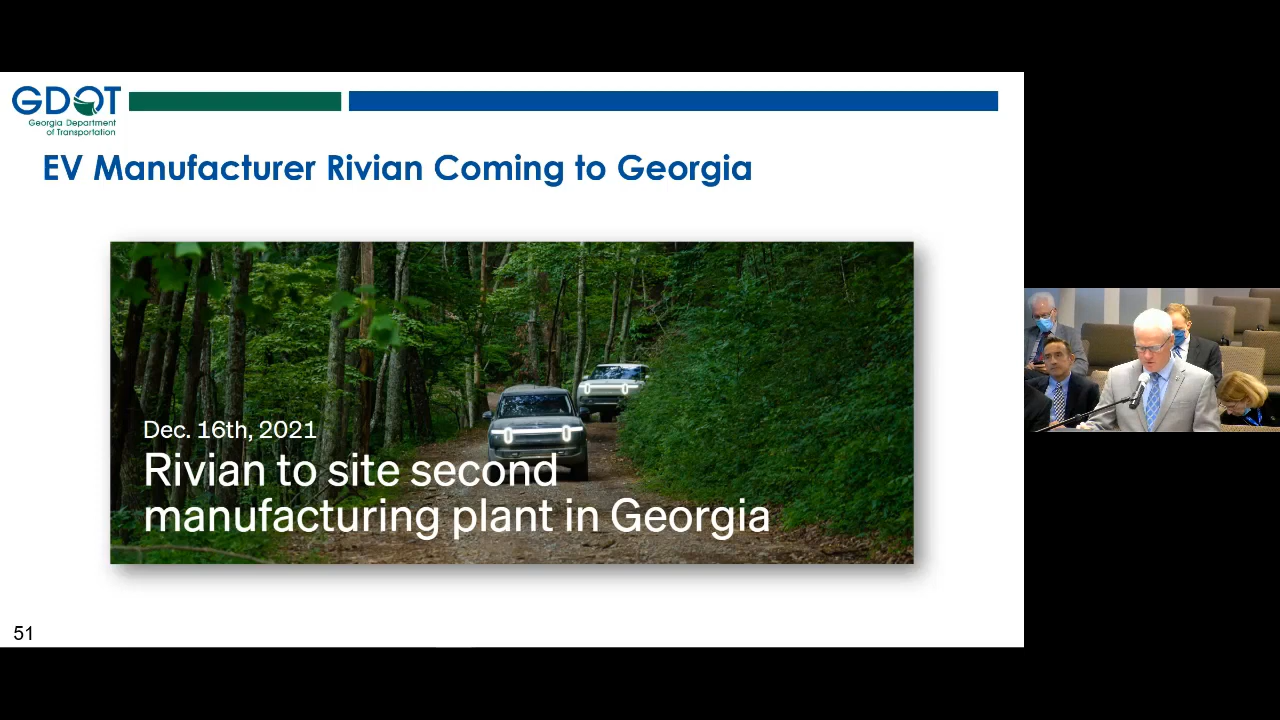 GDOT
Georgia Department
of Transportation
EV Manufacturer Rivian Coming to Georgia
Dec. 16th, 2021
Rivian to site second
manufacturing plant in Georgia
51